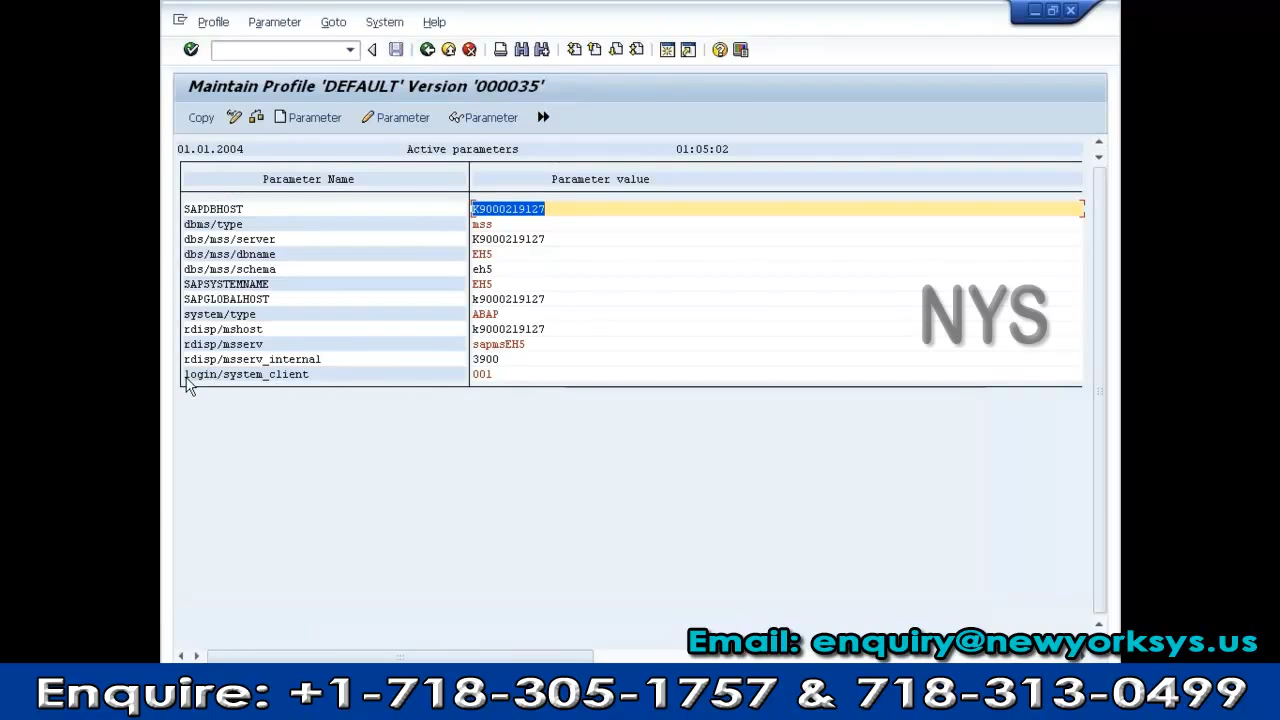 Profile Parameter Goto System Help
Maintain Profile 'DEFAULT' Version '000035'
Copy Parameter Parameter Parameter
01.01.2004 Active parameters 01:05:02
Parameter Name Parameter value
SAPDBHOST K9000219127
dbms/type mss
dbs/mss/server K9000219127
dbs/mss/dbname EH5
dbs/mss/schema eh5
SAPSYSTEMNAME EH5
SAPGLOBALHOST k9000219127
system/type ABAP
rdisp/mshost k9000219127
rdisp/msserv sapmsEH5
rdisp/msserv_internal 3900
login/system_client 001
NYS
Email: enquiry@newyorksys.us
Enquire: +1-718-305-1757 & 718-313-0499